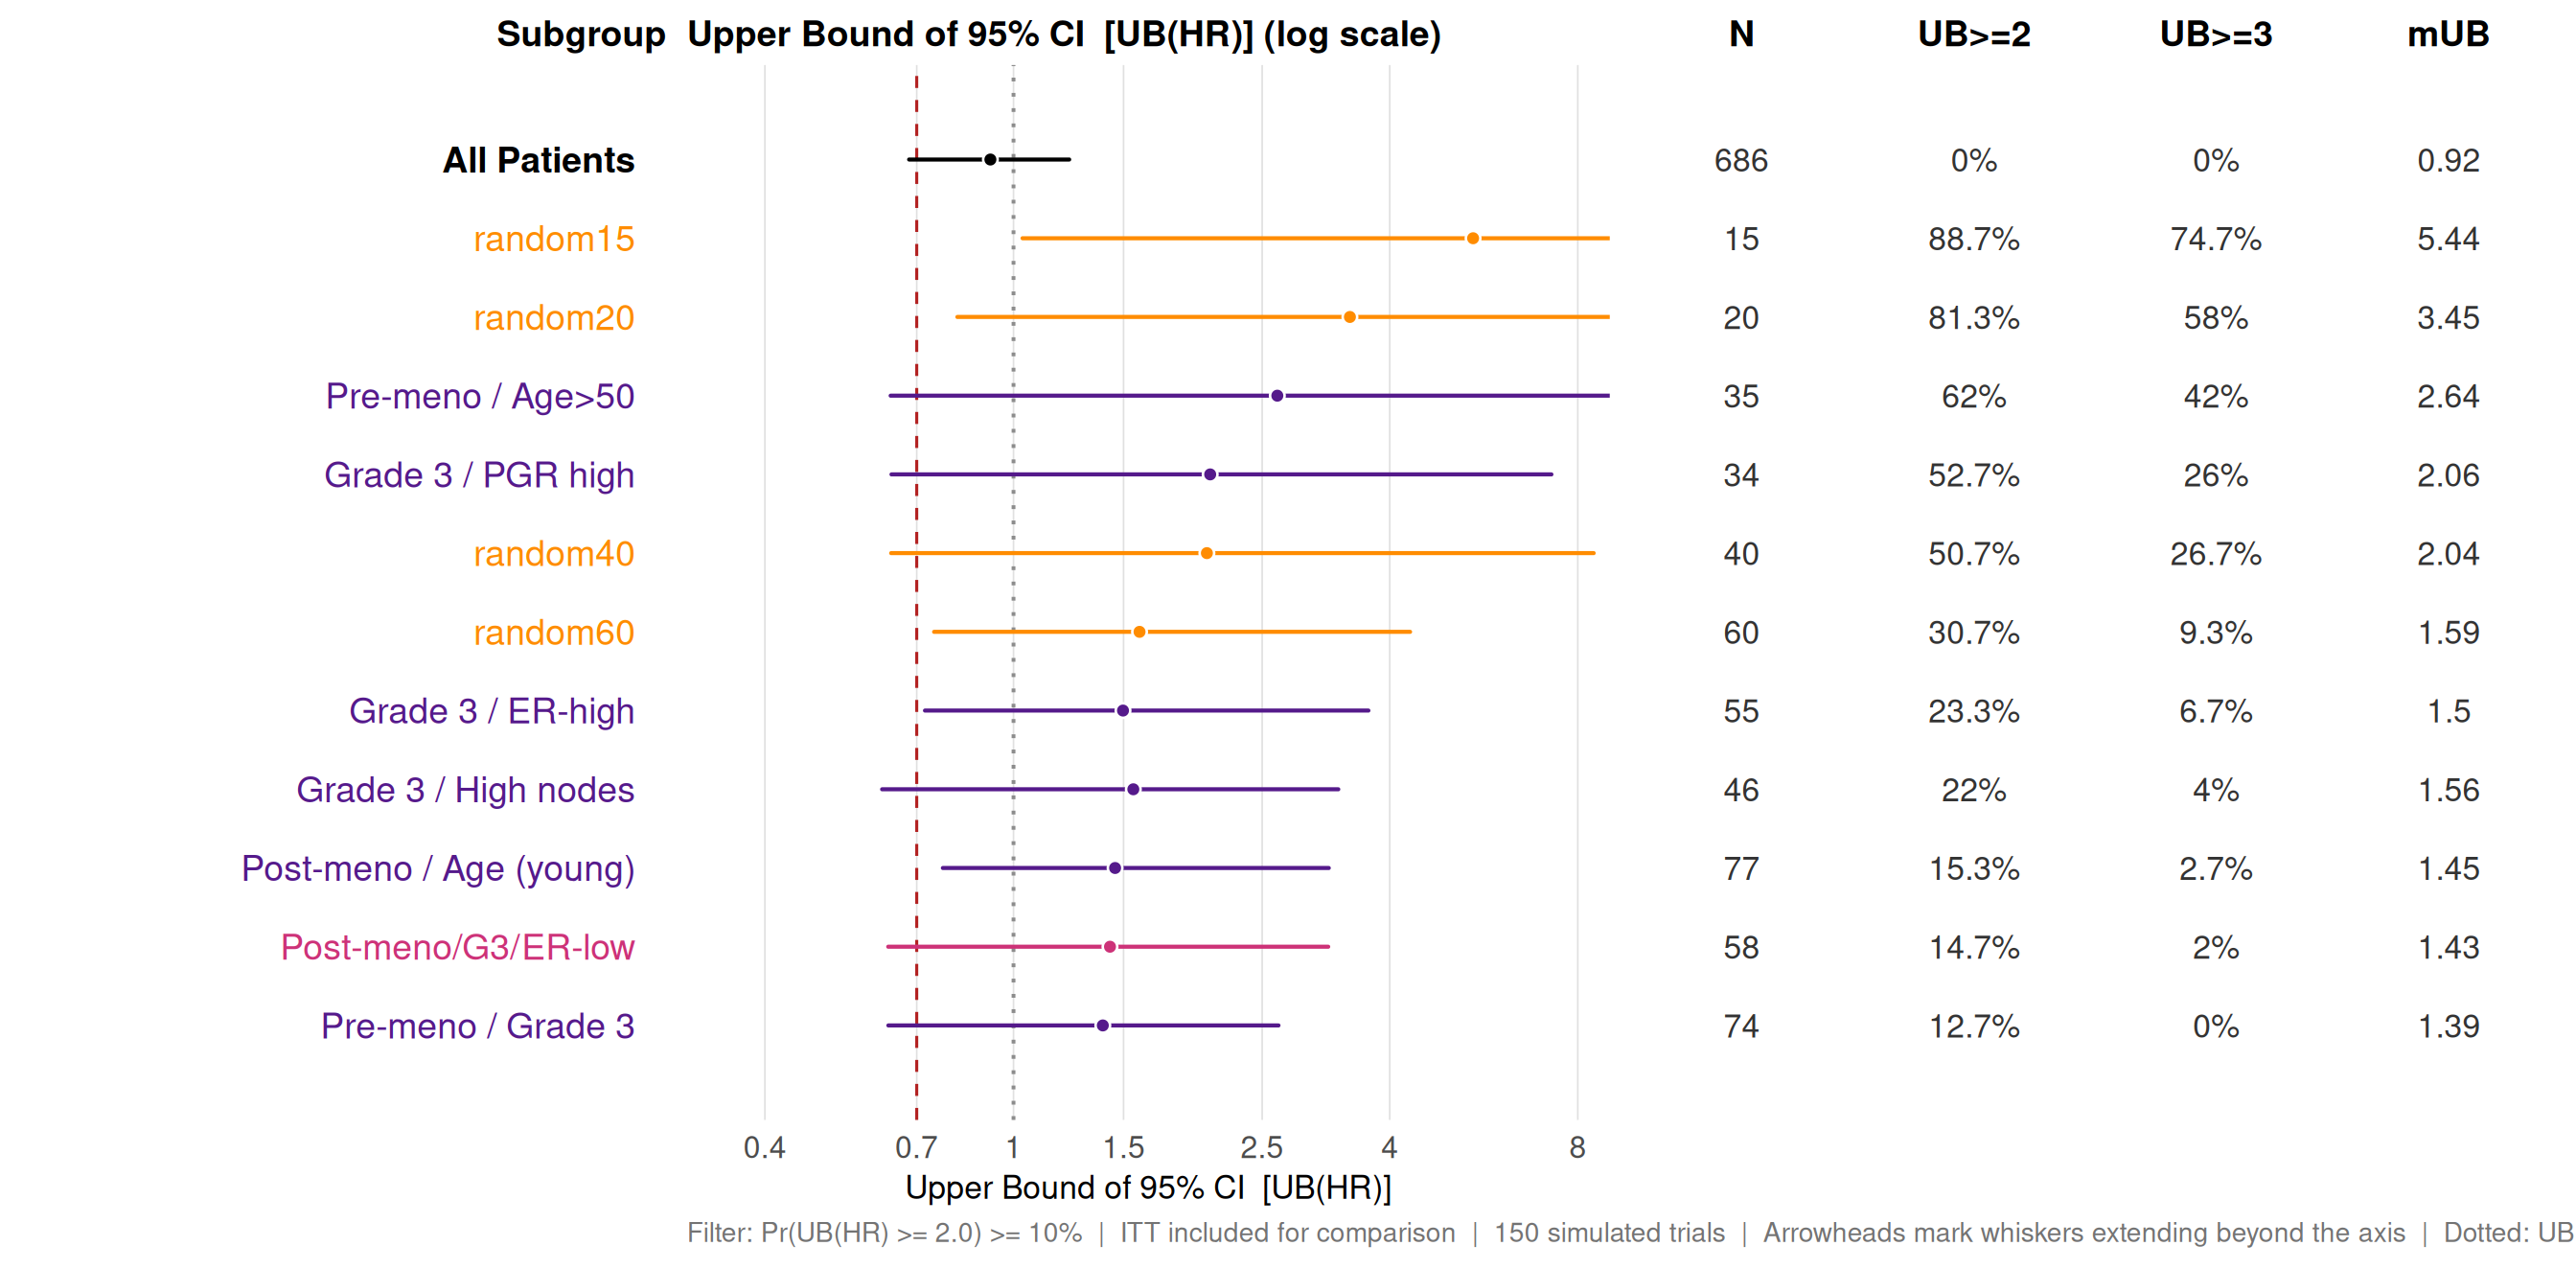 Subgroup Upper Bound of 95% CI [UB(HR)] (log scale) N UB>=2 UB>=3 mUB
All Patients 686 0% 0% 0.92
random15 15 88.7% 74.7% 5.44
random20 20 81.3% 58% 3.45
Pre-meno / Age>50 35 62% 42% 2.64
Grade 3 / PGR high 34 52.7% 26% 2.06
random40 40 50.7% 26.7% 2.04
random60 60 30.7% 9.3% 1.59
Grade 3 / ER-high 55 23.3% 6.7% 1.5
Grade 3 / High nodes 46 22% 4% 1.56
Post-meno / Age (young) 77 15.3% 2.7% 1.45
Post-meno/G3/ER-low 58 14.7% 2% 1.43
Pre-meno / Grade 3 74 12.7% 0% 1.39
0.4 0.7 1 1.5 2.5 4 8
Upper Bound of 95% CI [UB(HR)]
Filter: Pr(UB(HR) >= 2.0) >= 10% | ITT included for comparison | 150 simulated trials | Arrowheads mark whiskers extending beyond the axis | Dotted: UB